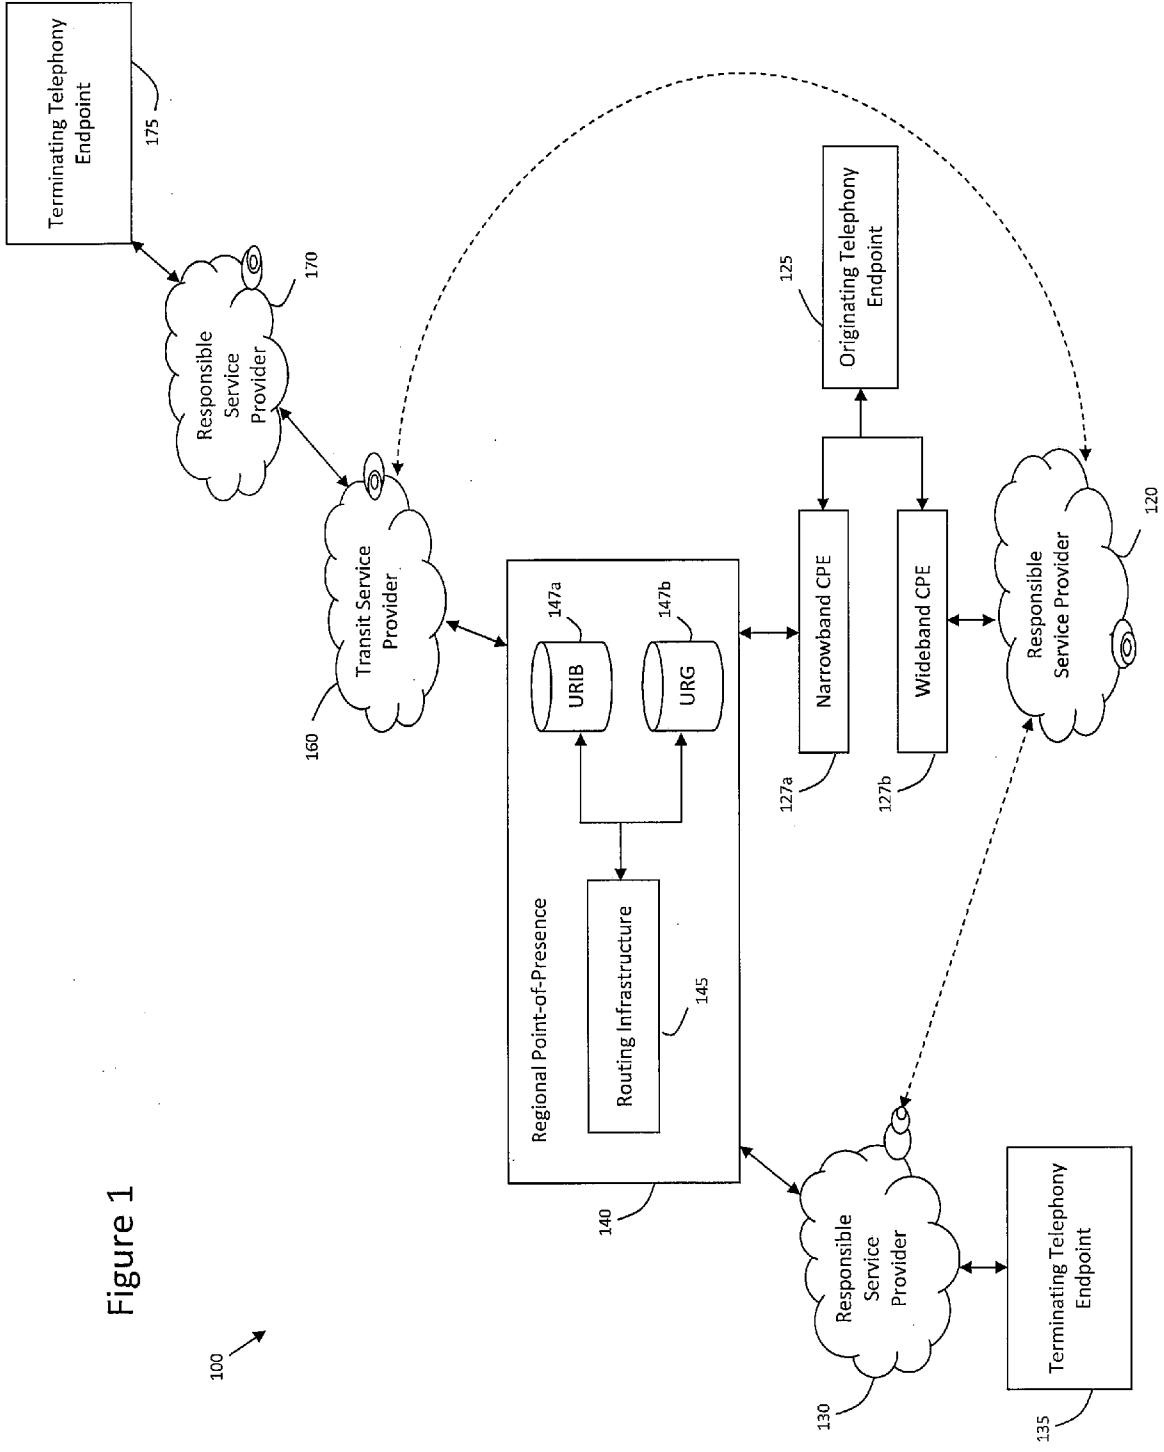 Figure 1
100
Terminating Telephony
Endpoint
175
Responsible
Service
Provider
170
Transit Service
Provider
160
Regional Point-of-Presence
140
Routing Infrastructure
145
URIB
147a
URG
147b
Narrowband CPE
127a
Wideband CPE
127b
Originating Telephony
Endpoint
125
Responsible
Service Provider
120
Responsible
Service
Provider
130
Terminating Telephony
Endpoint
135